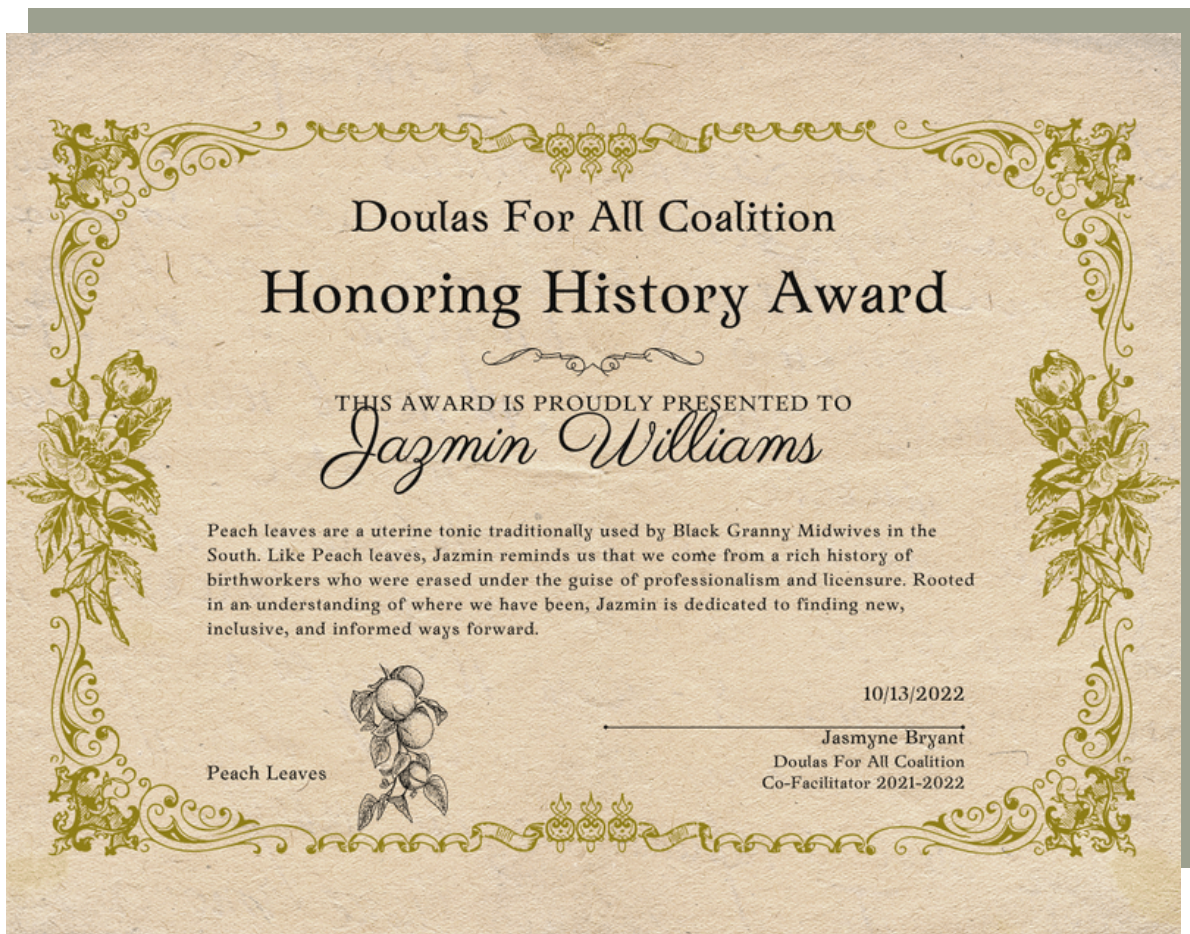 Doulas For All Coalition
Honoring History Award
THIS AWARD IS PROUDLY PRESENTED TO
Jazmin Williams
Peach leaves are a uterine tonic traditionally used by Black Granny Midwives in the
South. Like Peach leaves, Jazmin reminds us that we come from a rich history of
birthworkers who were erased under the guise of professionalism and licensure. Rooted
in an understanding of where we have been, Jazmin is dedicated to finding new,
inclusive, and informed ways forward.
10/13/2022
Jasmyne Bryant
Doulas For All Coalition
Co-Facilitator 2021-2022
Peach Leaves